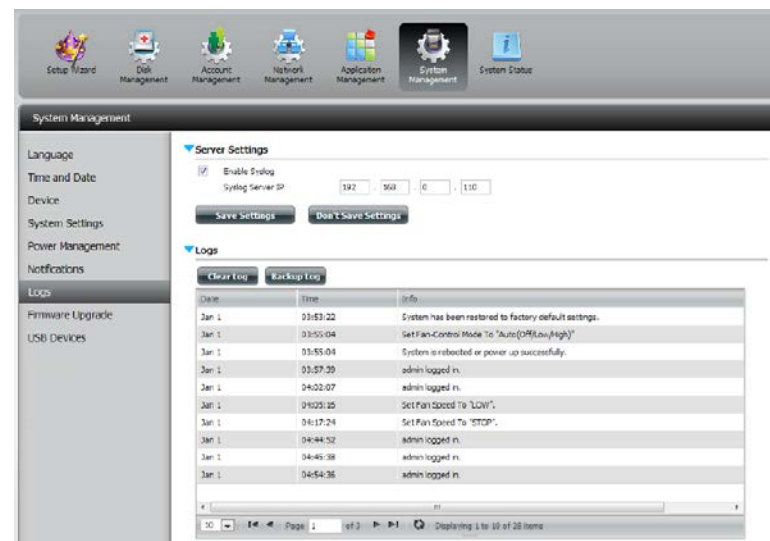 Setup Wizard
Disk Management
Account Management
Network Management
Application Management
System Management
System Status
System Management
Language
Time and Date
Device
System Settings
Power Management
Notifications
Logs
Firmware Upgrade
USB Devices
Server Settings
Enable Syslog
Syslog Server IP 192 . 168 . 0 . 110
Save Settings Don't Save Settings
Logs
Clear Log Backup Log
Date Time Info
Jan 1 03:53:22 System has been restored to factory default settings.
Jan 1 03:55:04 Set Fan-Control Mode To "Auto(Off/Low/High)"
Jan 1 03:55:04 System is rebooted or power up successfully.
Jan 1 03:57:39 admin logged in.
Jan 1 04:02:07 admin logged in.
Jan 1 04:05:15 Set Fan Speed To "LOW".
Jan 1 04:17:24 Set Fan Speed To "STOP".
Jan 1 04:44:52 admin logged in.
Jan 1 04:45:38 admin logged in.
Jan 1 04:54:36 admin logged in.
10 Page 1 of 3 Displaying 1 to 10 of 28 items